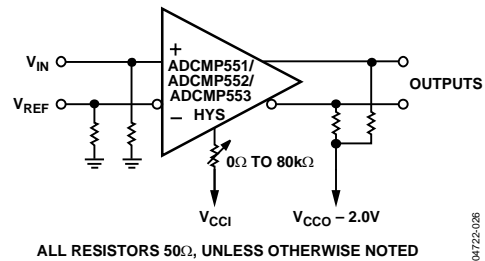 V_IN
V_REF
+
ADCMP551/
ADCMP552/
ADCMP553
–
HYS
OUTPUTS
0Ω TO 80kΩ
V_CCI
V_CCO – 2.0V
ALL RESISTORS 50Ω, UNLESS OTHERWISE NOTED
04722-026